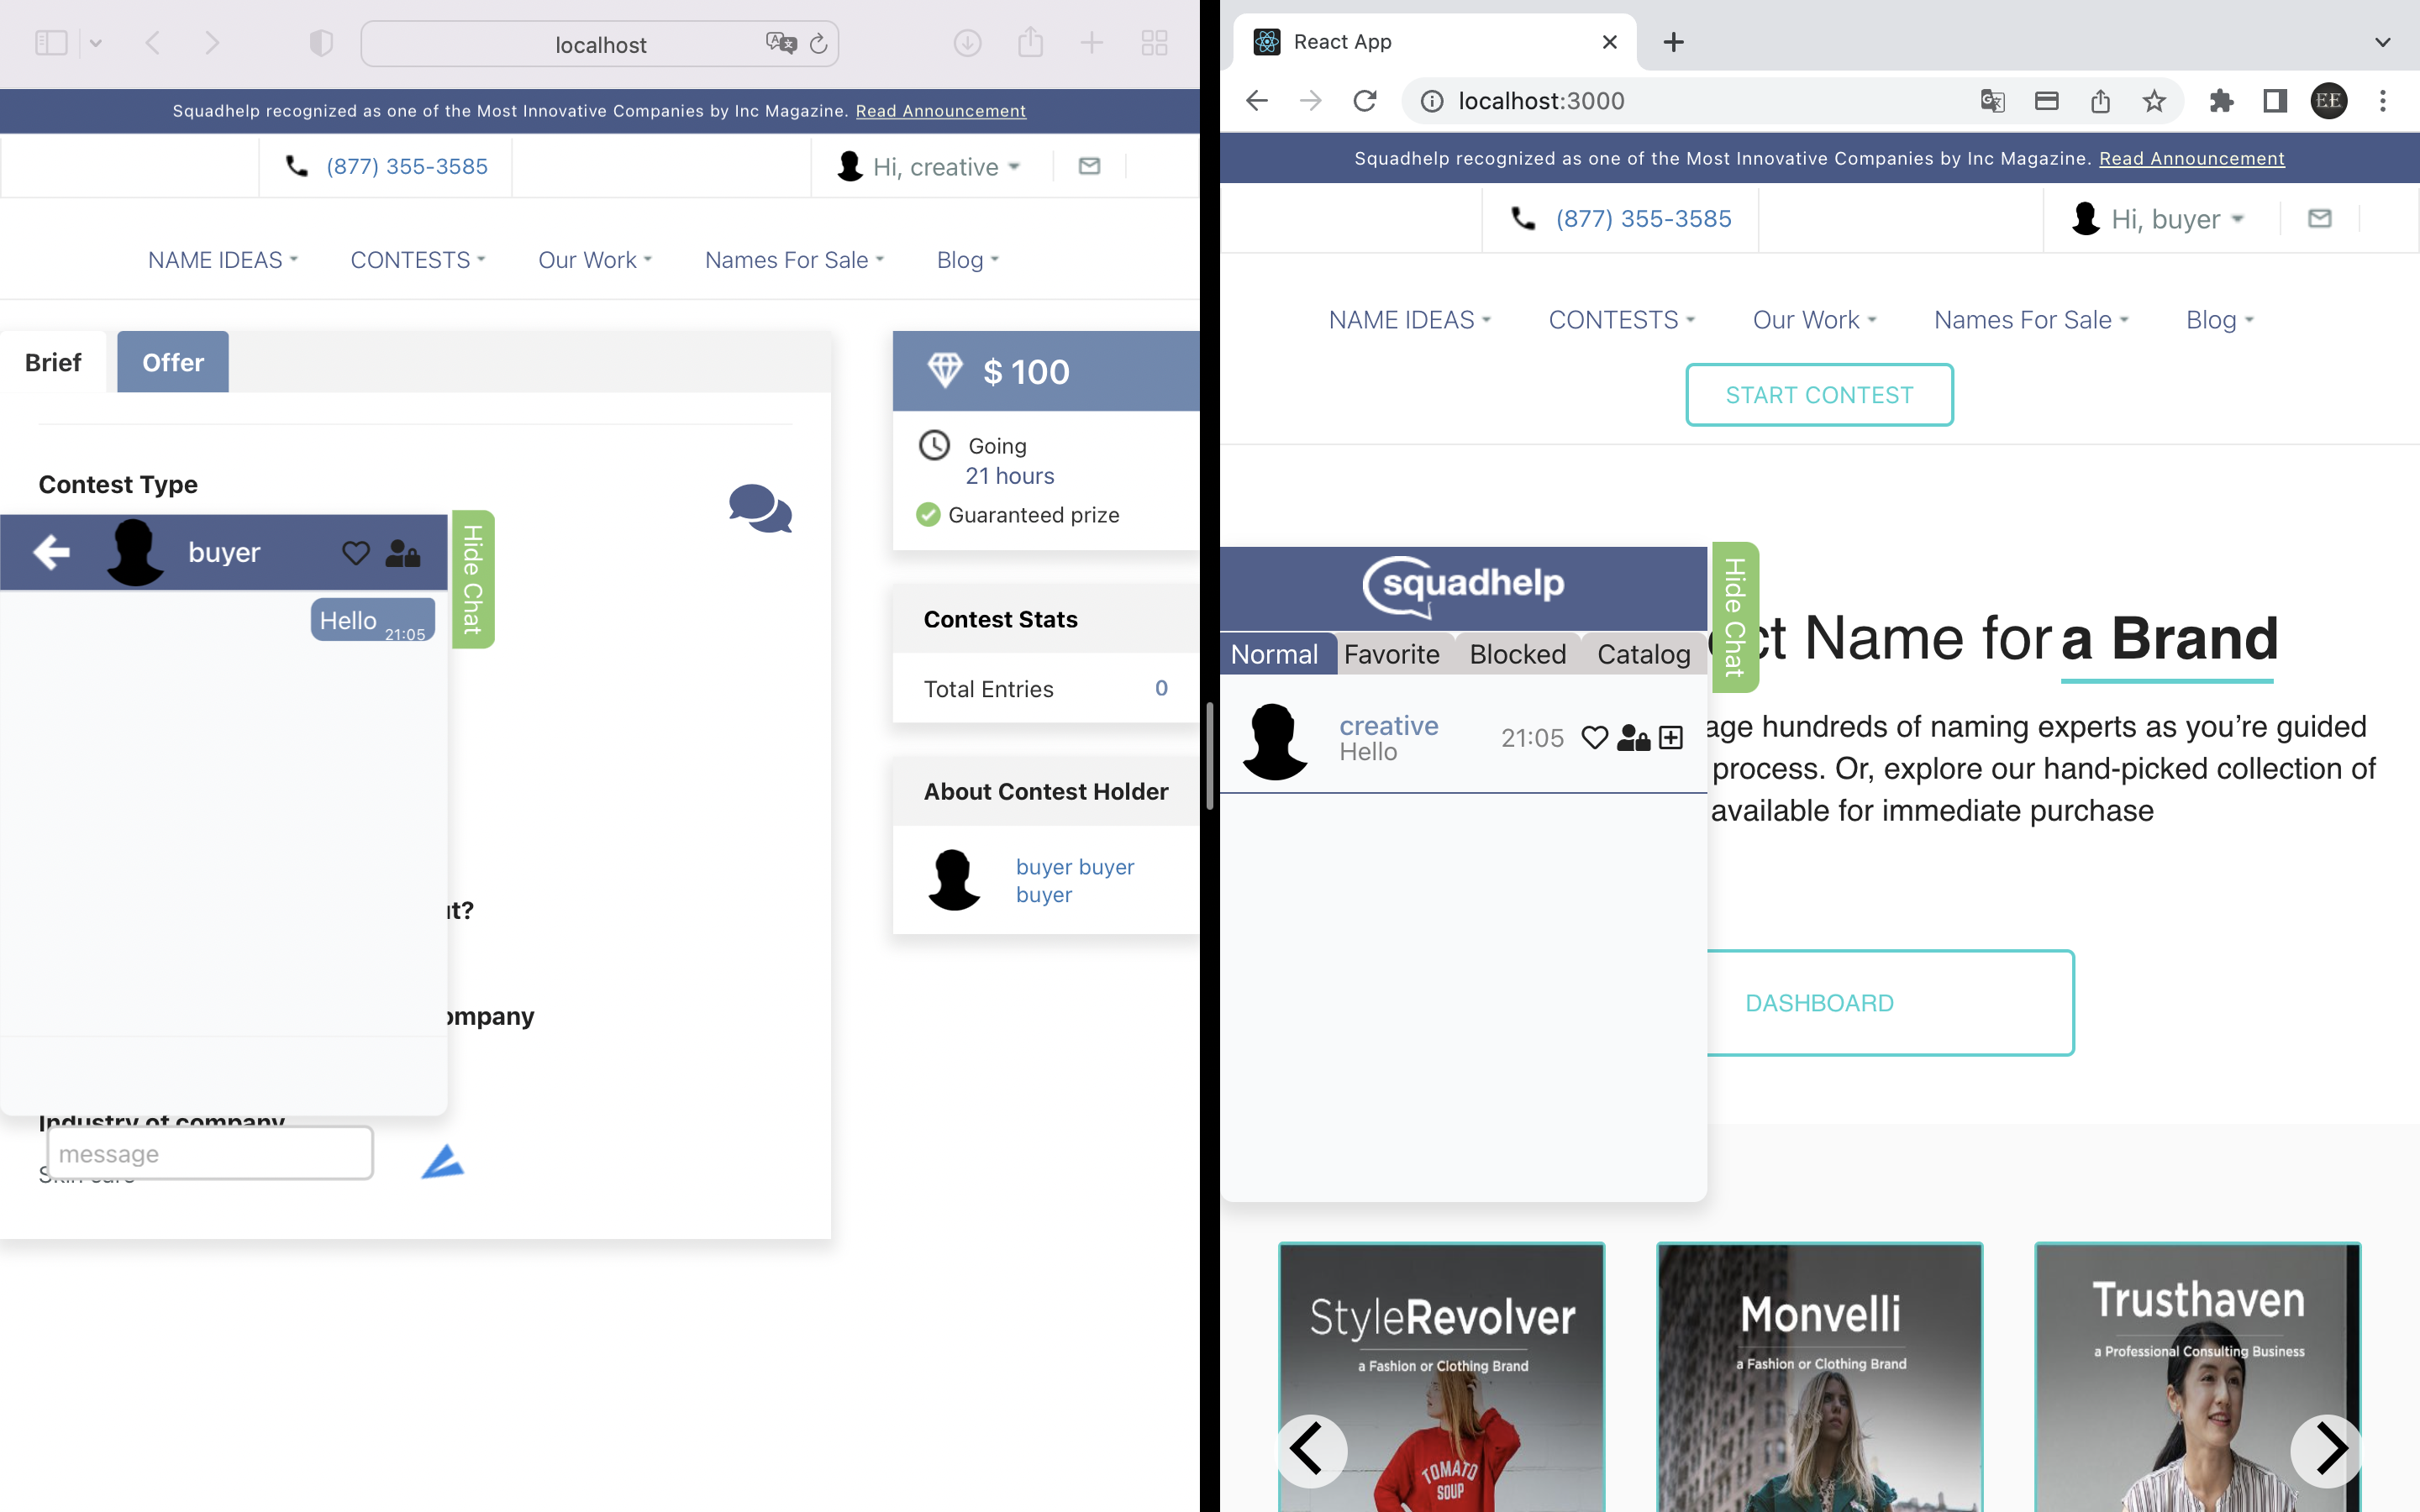 localhost
Squadhelp recognized as one of the Most Innovative Companies by Inc Magazine. Read Announcement
(877) 355-3585
Hi, creative
NAME IDEAS CONTESTS Our Work Names For Sale Blog
Brief Offer
Contest Type
buyer
Hide Chat
Hello 21:05
ut?
ompany
Industry of company
message
$ 100
Going
21 hours
Guaranteed prize
Contest Stats
Total Entries 0
About Contest Holder
buyer buyer
buyer
React App
localhost:3000
EE
Squadhelp recognized as one of the Most Innovative Companies by Inc Magazine. Read Announcement
(877) 355-3585
Hi, buyer
NAME IDEAS CONTESTS Our Work Names For Sale Blog
START CONTEST
squadhelp
Hide Chat
Normal Favorite Blocked Catalog
creative
Hello
21:05
ct Name for a Brand
age hundreds of naming experts as you’re guided
process. Or, explore our hand-picked collection of
available for immediate purchase
DASHBOARD
StyleRevolver
a Fashion or Clothing Brand
TOMATO
SOUP
Monvelli
a Fashion or Clothing Brand
Trusthaven
a Professional Consulting Business